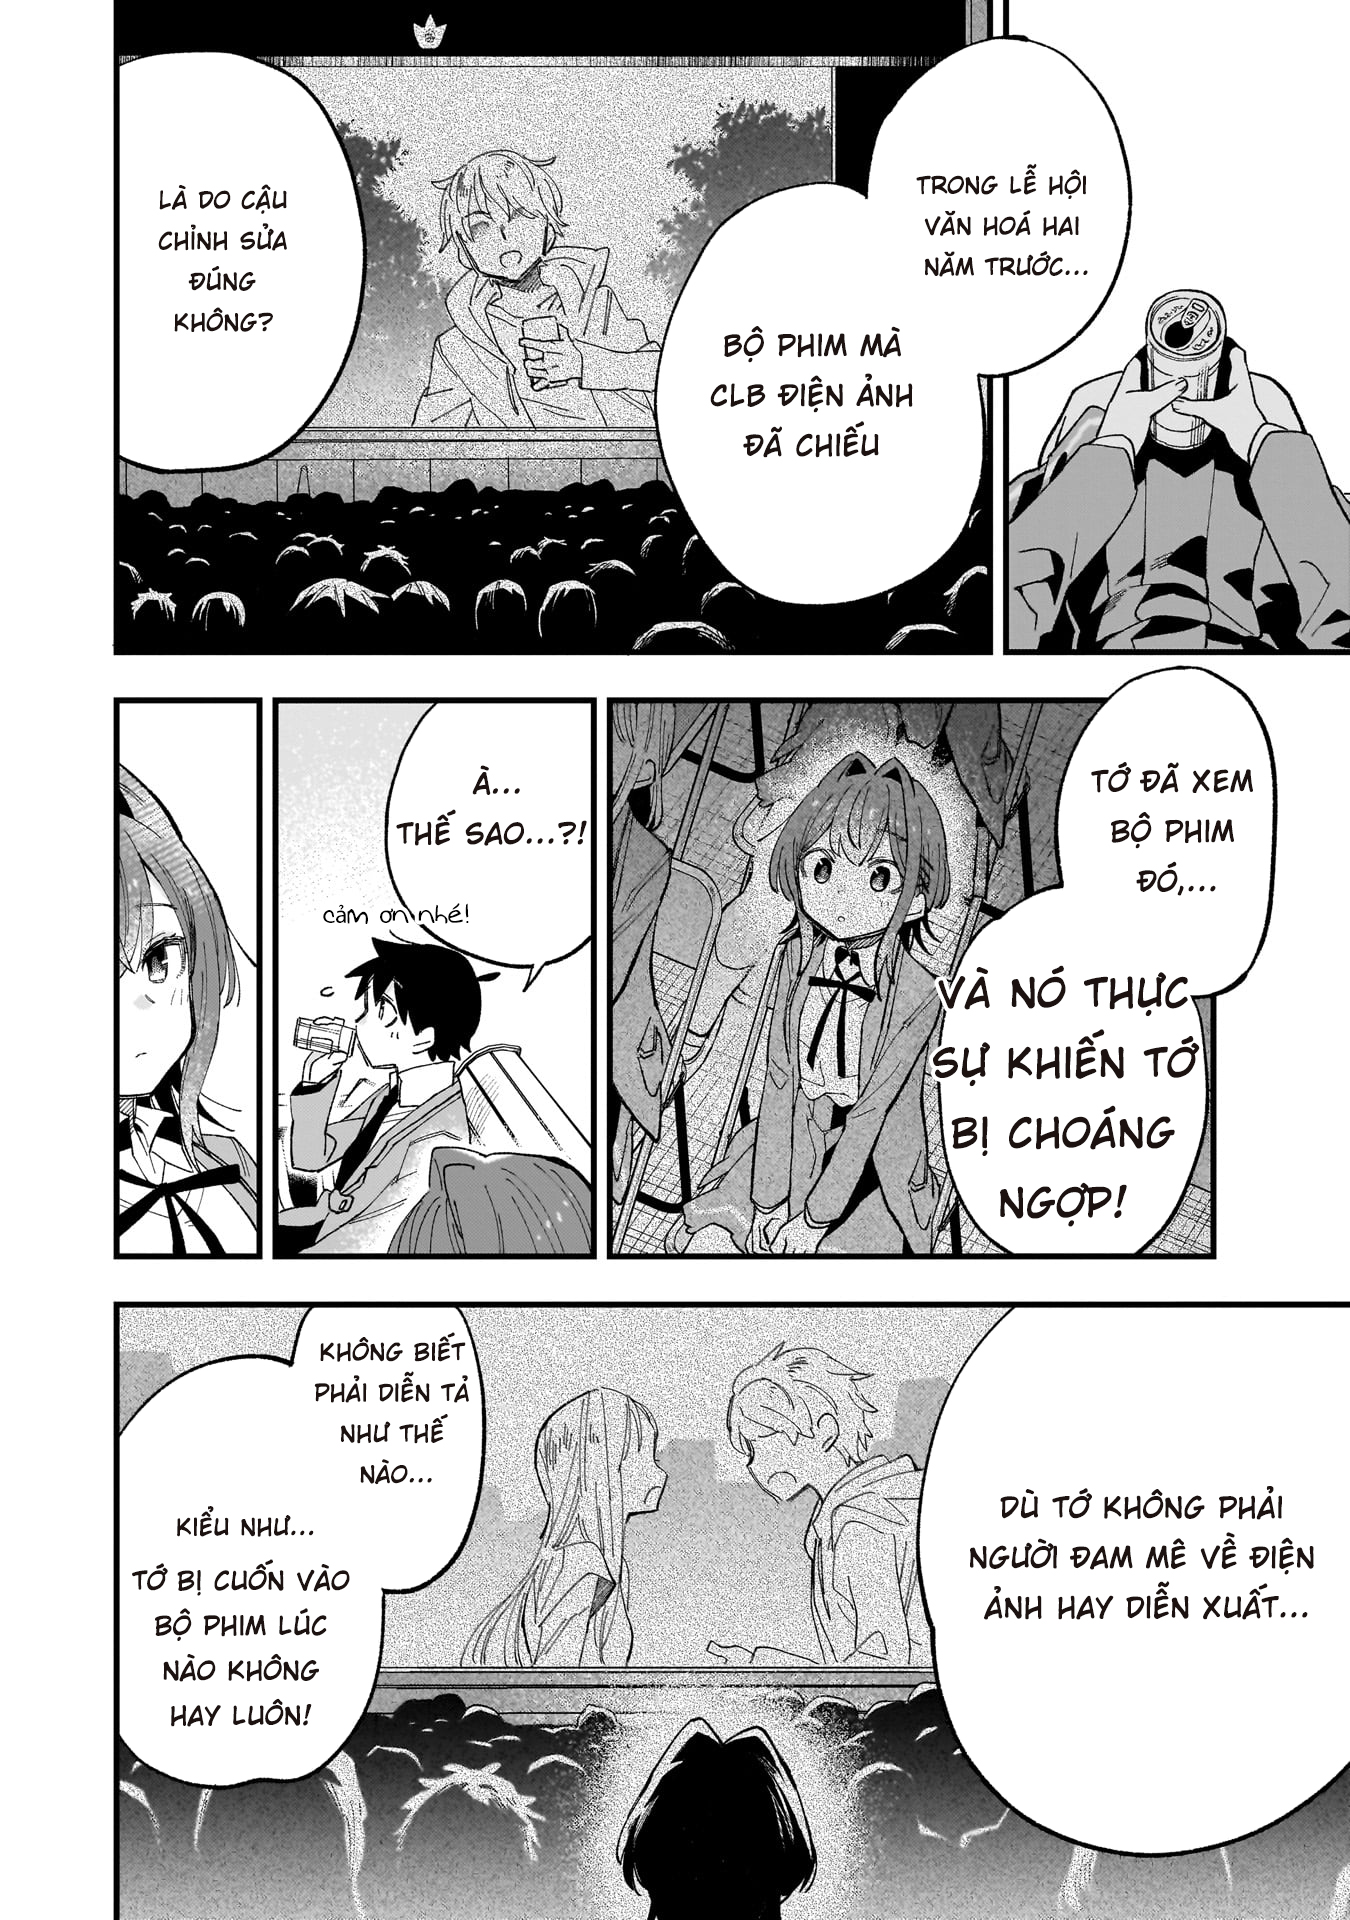 TRONG LỄ HỘI
VĂN HOÁ HAI
NĂM TRƯỚC...
BỘ PHIM MÀ
CLB ĐIỆN ẢNH
ĐÃ CHIẾU
LÀ DO CẬU
CHỈNH SỬA
ĐÚNG
KHÔNG?
TỚ ĐÃ XEM
BỘ PHIM
ĐÓ,...
VÀ NÓ THỰC
SỰ KHIẾN TỚ
BỊ CHOÁNG
NGỢP!
À...
THẾ SAO...?!
cảm ơn nhé!
DÙ TỚ KHÔNG PHẢI
NGƯỜI ĐAM MÊ VỀ ĐIỆN
ẢNH HAY DIỄN XUẤT...
KHÔNG BIẾT
PHẢI DIỄN TẢ
NHƯ THẾ
NÀO...
KIỂU NHƯ...
TỚ BỊ CUỐN VÀO
BỘ PHIM LÚC
NÀO KHÔNG
HAY LUÔN!